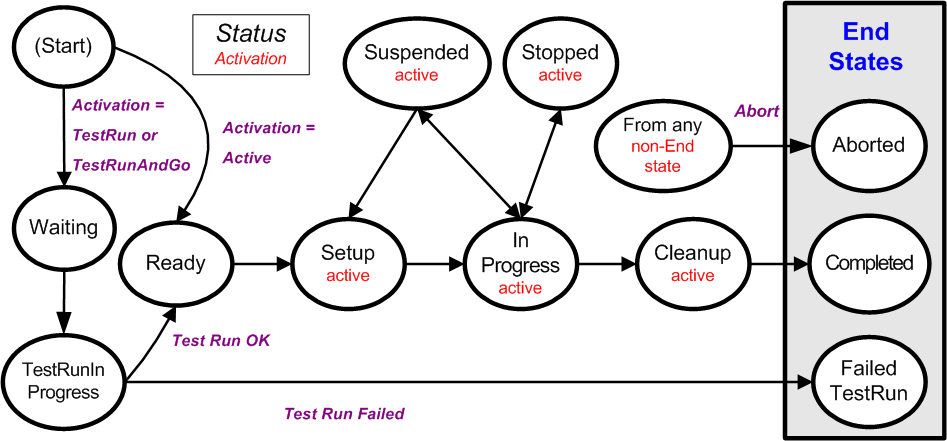 (Start)
Status
Activation
Suspended
active
Stopped
active
End
States
Activation =
TestRun or
TestRunAndGo
Activation =
Active
From any
non-End
state
Abort
Aborted
Waiting
Ready
Setup
active
In
Progress
active
Cleanup
active
Completed
Test Run OK
TestRunIn
Progress
Test Run Failed
Failed
TestRun